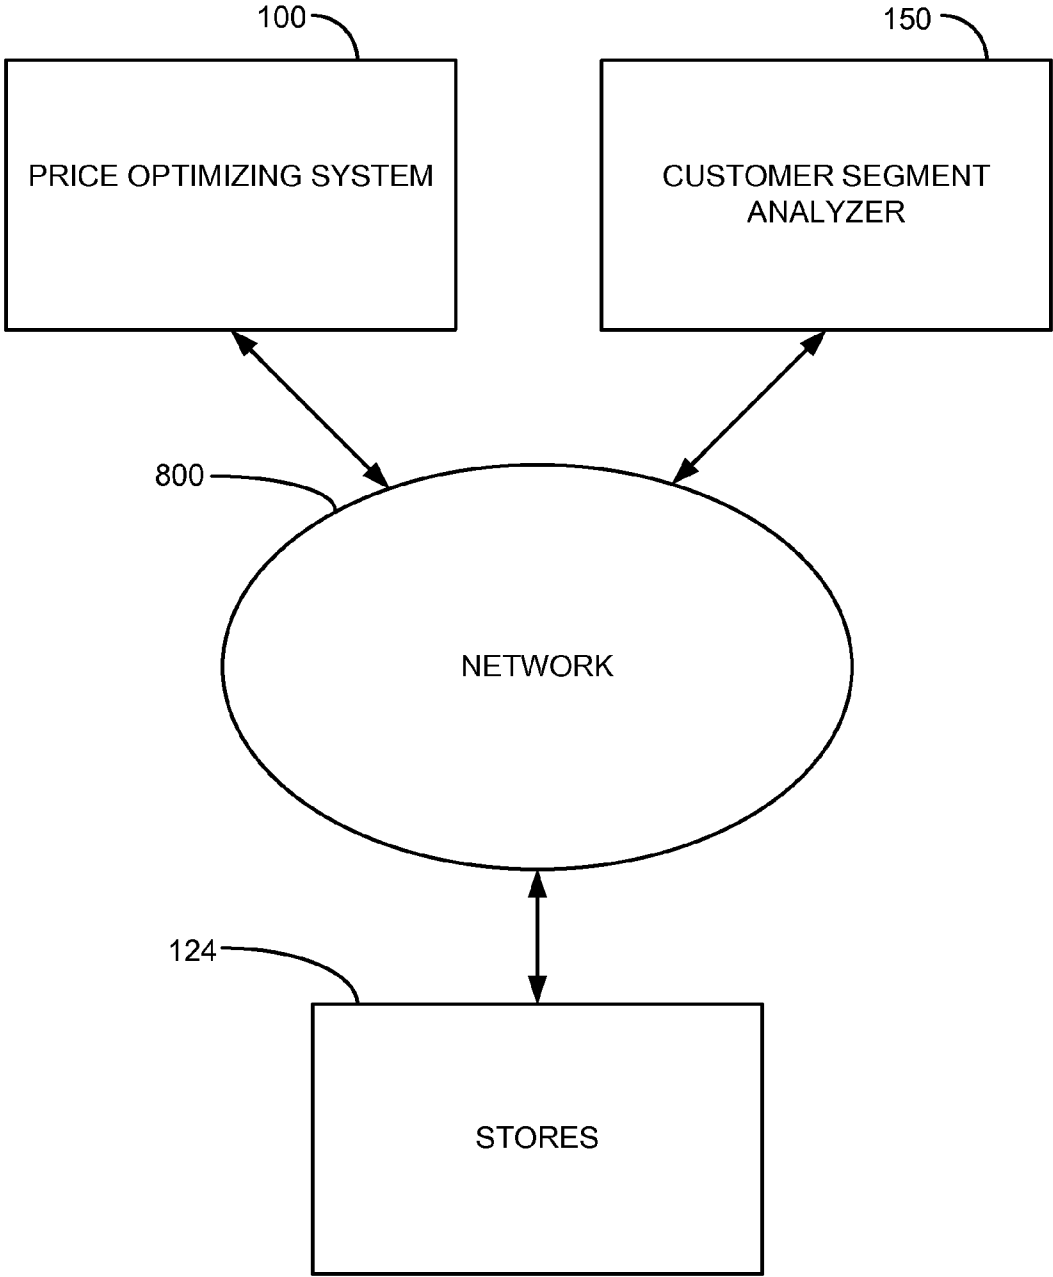 100
150
PRICE OPTIMIZING SYSTEM
CUSTOMER SEGMENT
ANALYZER
800
NETWORK
124
STORES